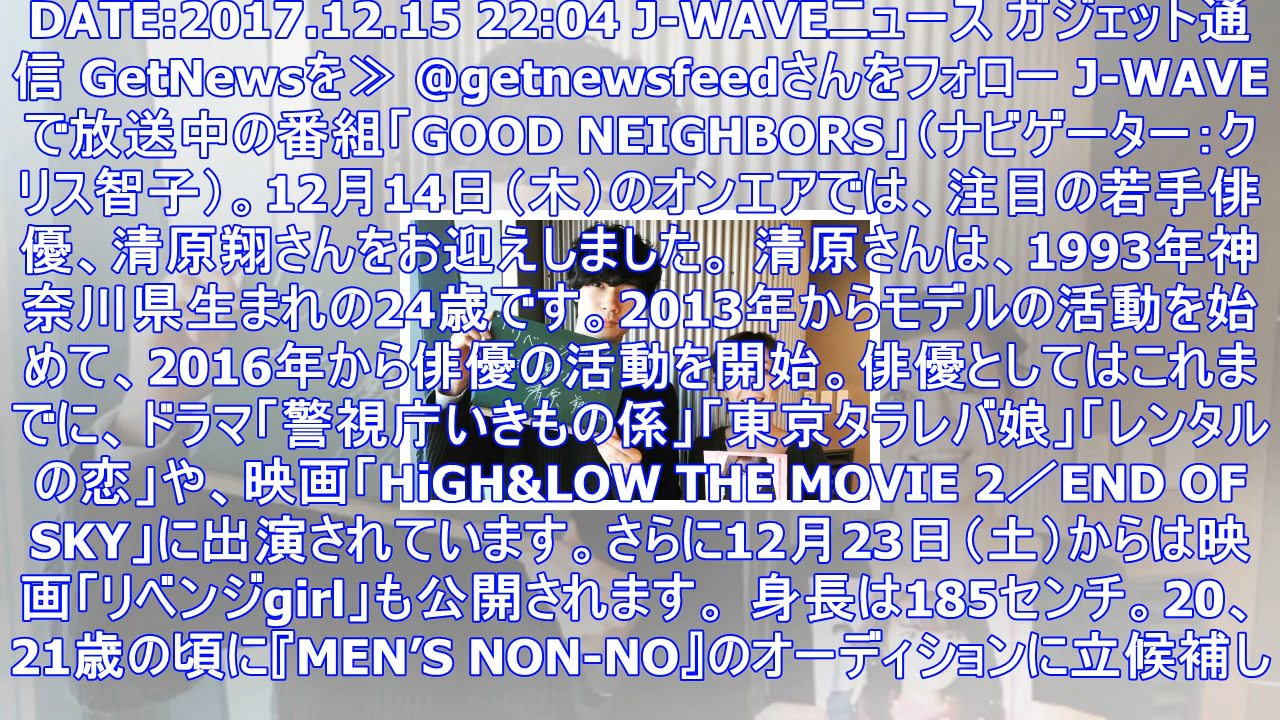 DATE:2017.12.15 22:04 J-WAVEニュース ガジェット通
信 GetNewsを≫ @getnewsfeedさんをフォロー J-WAVE
で放送中の番組「GOOD NEIGHBORS」（ナビゲーター：ク
リス智子）。12月14日（木）のオンエアでは、注目の若手俳
優、清原翔さんをお迎えしました。 清原さんは、1993年神
奈川県生まれの24歳です。2013年からモデルの活動を始
めて、2016年から俳優の活動を開始。俳優としてはこれま
でに、ドラマ「警視庁いきもの係」「東京タラレバ娘」「レンタル
の恋」や、映画「HiGH&LOW THE MOVIE 2／END OF
SKY」に出演されています。さらに12月23日（土）からは映
画「リベンジgirl」も公開されます。 身長は185センチ。20、
21歳の頃に『MEN’S NON-NO』のオーディションに立候補し
清原 翔